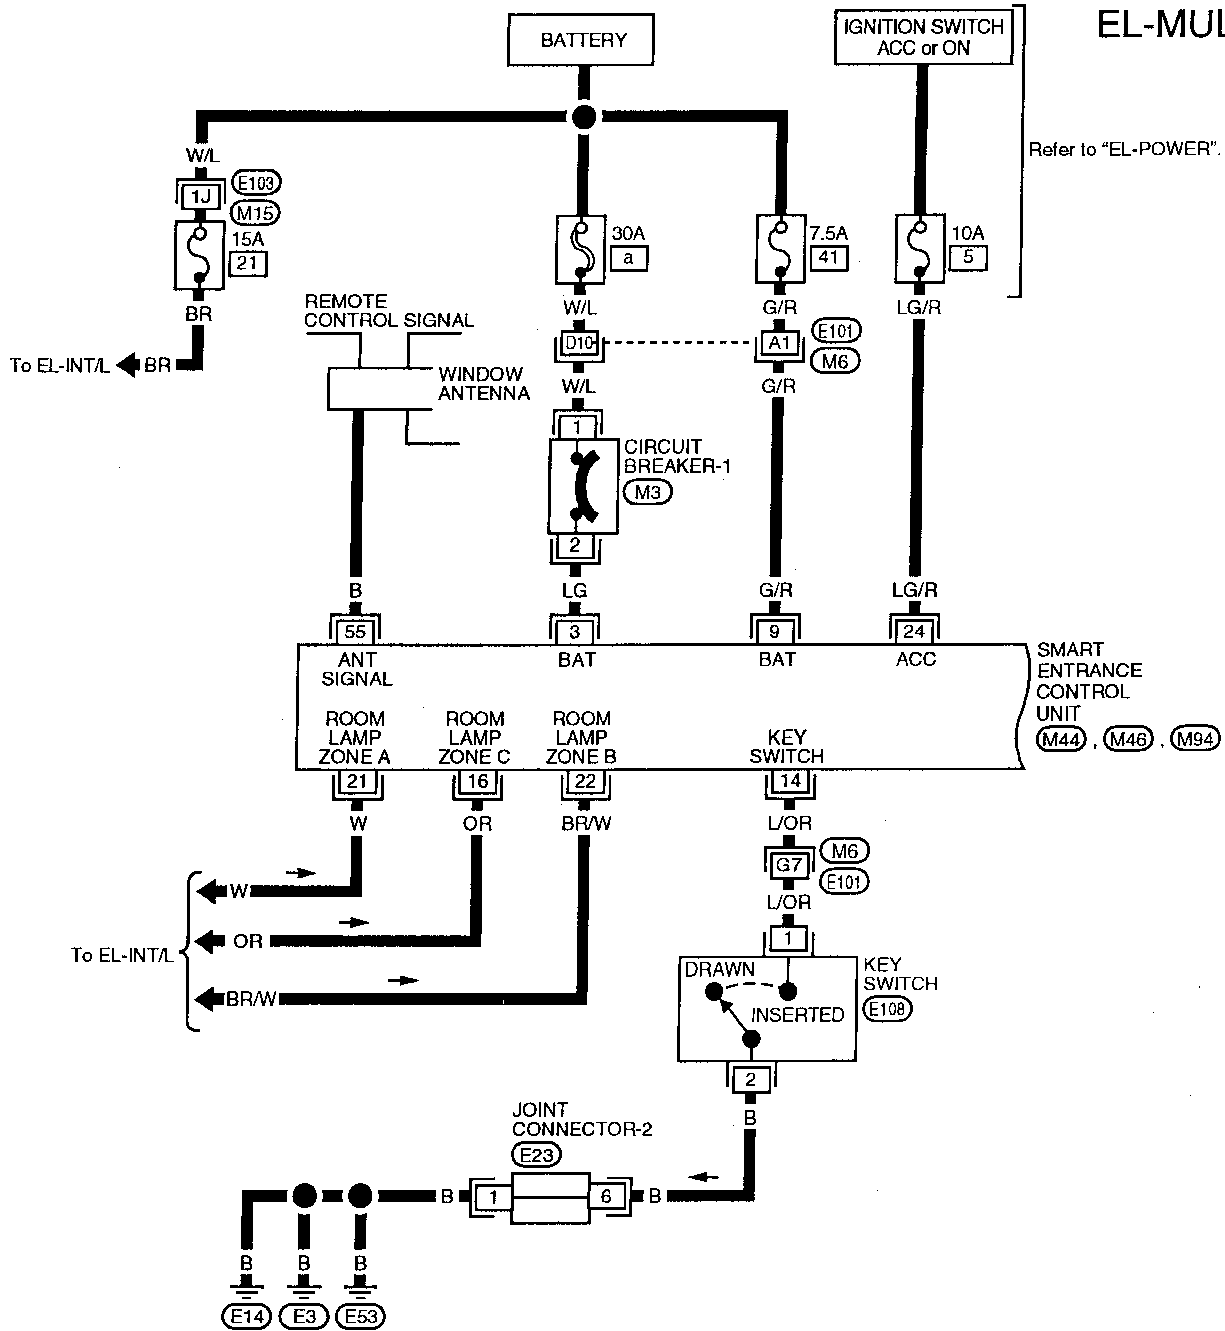 EL-MUL
BATTERY
IGNITION SWITCH
ACC or ON
Refer to "EL-POWER".
W/L
1J
E103
M15
15A
21
BR
To EL-INT/L
BR
30A
a
7.5A
41
10A
5
W/L
G/R
LG/R
REMOTE
CONTROL SIGNAL
D10
A1
E101
M6
WINDOW
ANTENNA
W/L
G/R
1
CIRCUIT
BREAKER-1
M3
2
B
LG
G/R
LG/R
55
3
9
24
ANT
SIGNAL
BAT
BAT
ACC
SMART
ENTRANCE
CONTROL
UNIT
M44 , M46 . M94
ROOM
LAMP
ZONE A
ROOM
LAMP
ZONE C
ROOM
LAMP
ZONE B
KEY
SWITCH
21
16
22
14
W
OR
BR/W
L/OR
G7
M6
E101
L/OR
To EL-INT/L
W
OR
BR/W
1
DRAWN
INSERTED
KEY
SWITCH
E108
2
B
JOINT
CONNECTOR-2
E23
B
1
6
B
B
B
B
E14
E3
E53